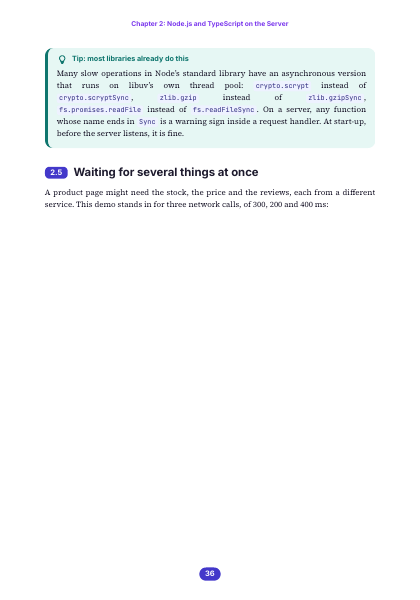 Chapter 2: Node.js and TypeScript on the Server
Tip: most libraries already do this
Many slow operations in Node's standard library have an asynchronous version
that runs on libuv's own thread pool: crypto.scrypt instead of
crypto.scryptSync, zlib.gzip instead of zlib.gzipSync,
fs.promises.readFile instead of fs.readFileSync. On a server, any function
whose name ends in Sync is a warning sign inside a request handler. At start-up,
before the server listens, it is fine.
2.5 Waiting for several things at once
A product page might need the stock, the price and the reviews, each from a different
service. This demo stands in for three network calls, of 300, 200 and 400 ms:
36